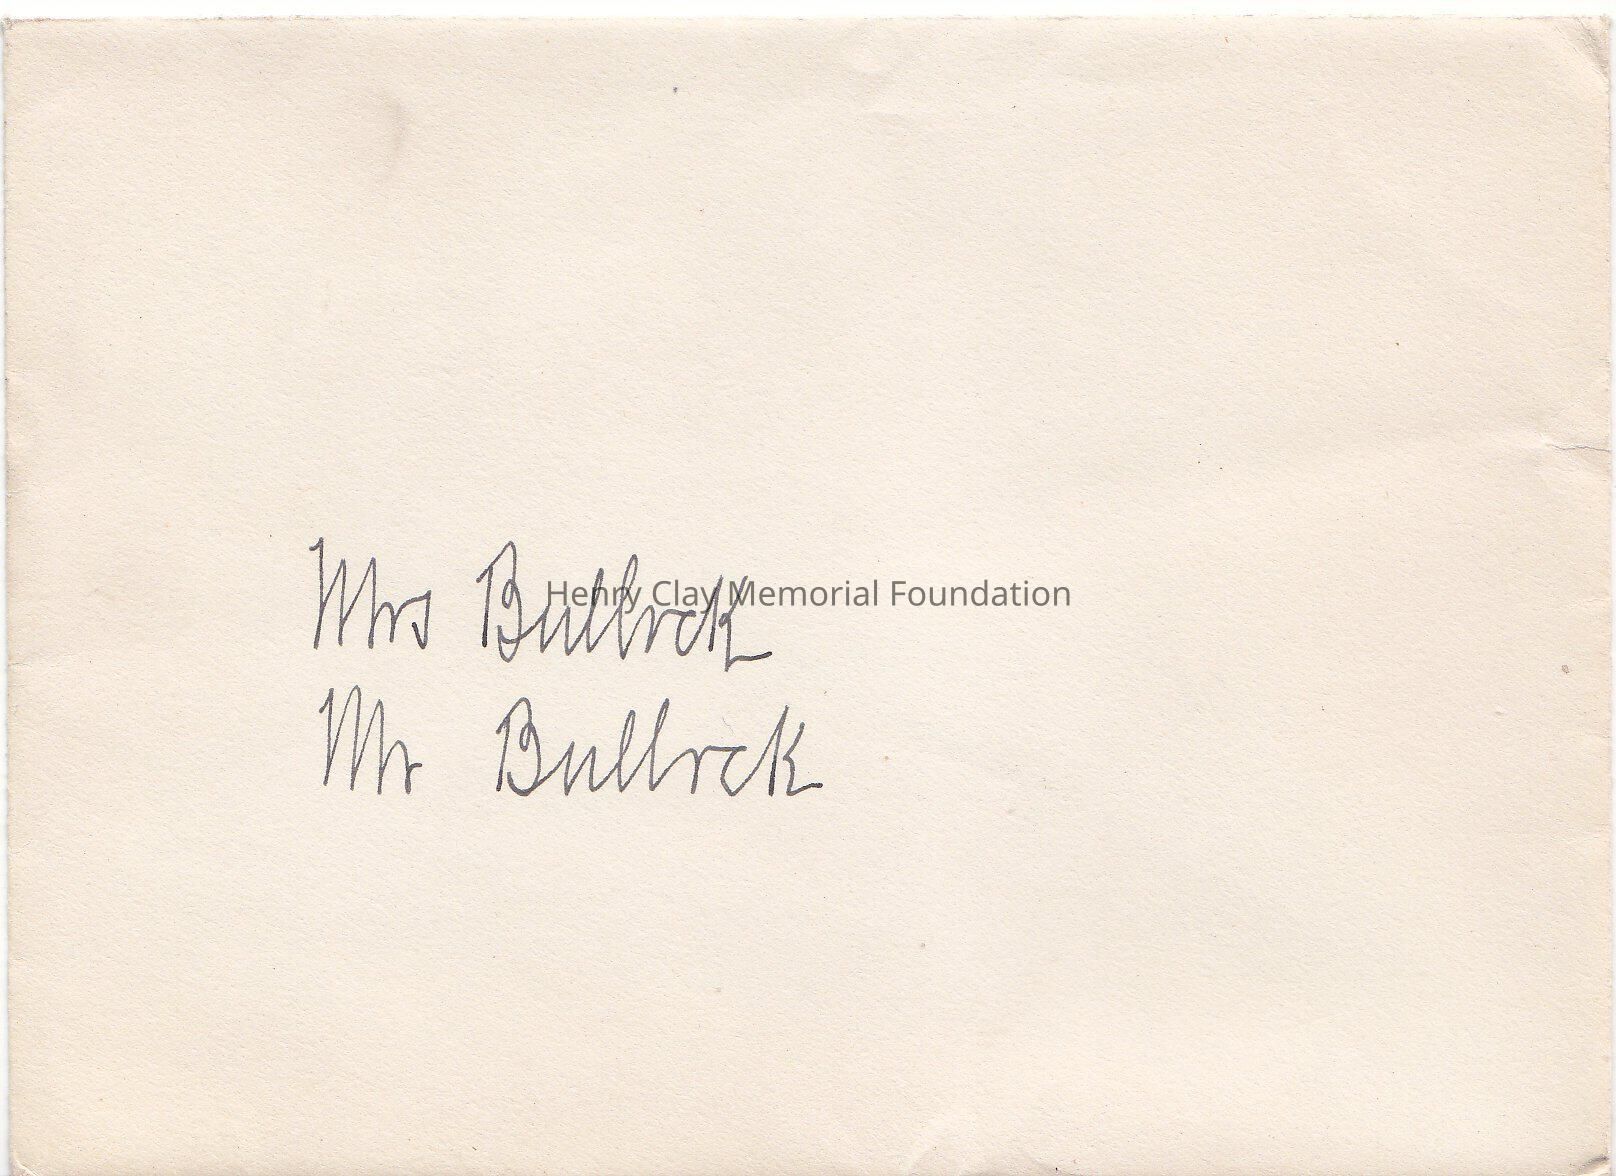 Mrs Bullock
Henry Clay Memorial Foundation
Mr Bullock